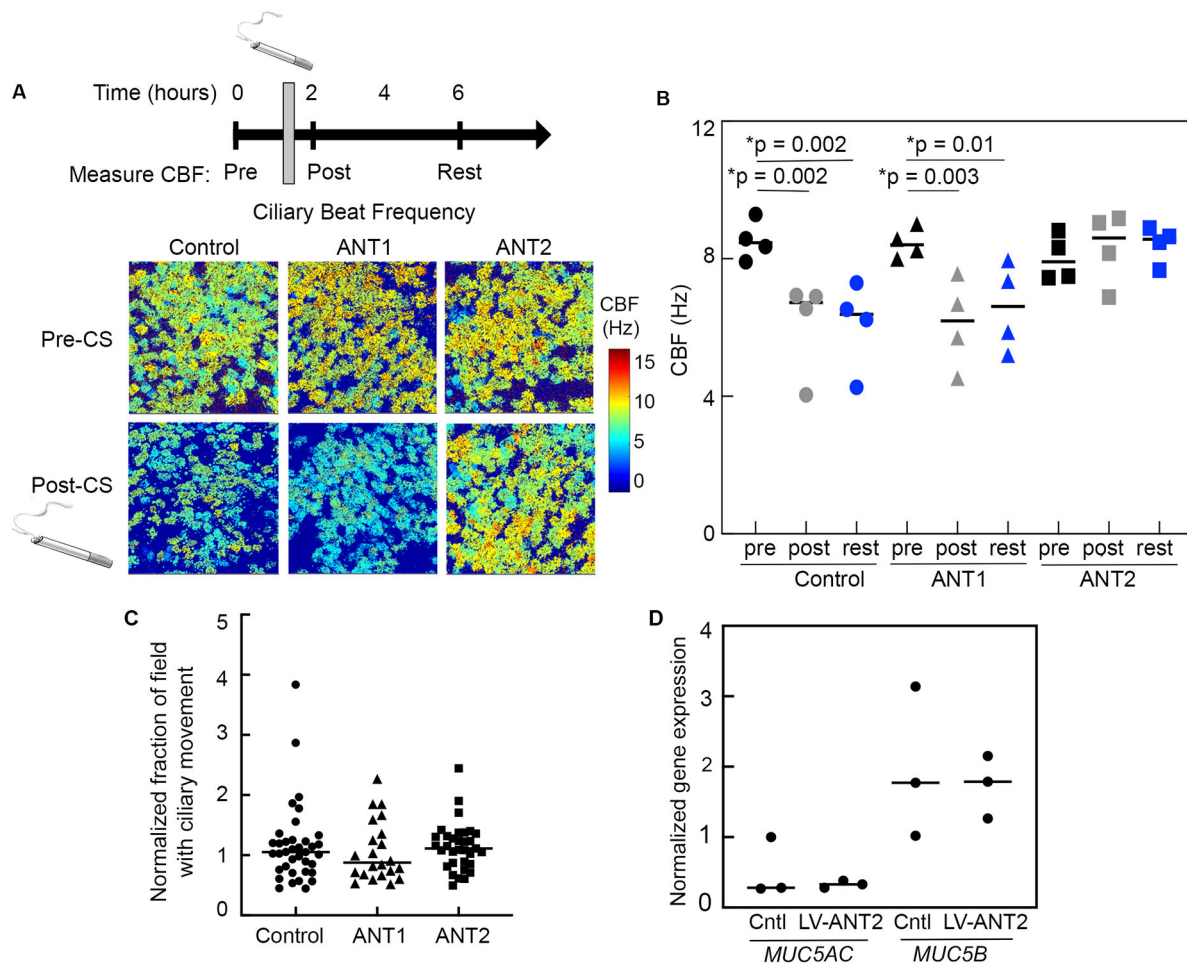 A
Time (hours) 0 2 4 6
Measure CBF: Pre Post Rest
Ciliary Beat Frequency
Control ANT1 ANT2
Pre-CS
Post-CS
CBF
(Hz)
15
10
5
0
B
CBF (Hz)
12
8
4
0
*p = 0.002
*p = 0.002
*p = 0.01
*p = 0.003
pre post rest pre post rest pre post rest
Control ANT1 ANT2
C
Normalized fraction of field
with ciliary movement
5
4
3
2
1
0
Control ANT1 ANT2
D
Normalized gene expression
4
3
2
1
0
Cntl LV-ANT2 Cntl LV-ANT2
MUC5AC MUC5B